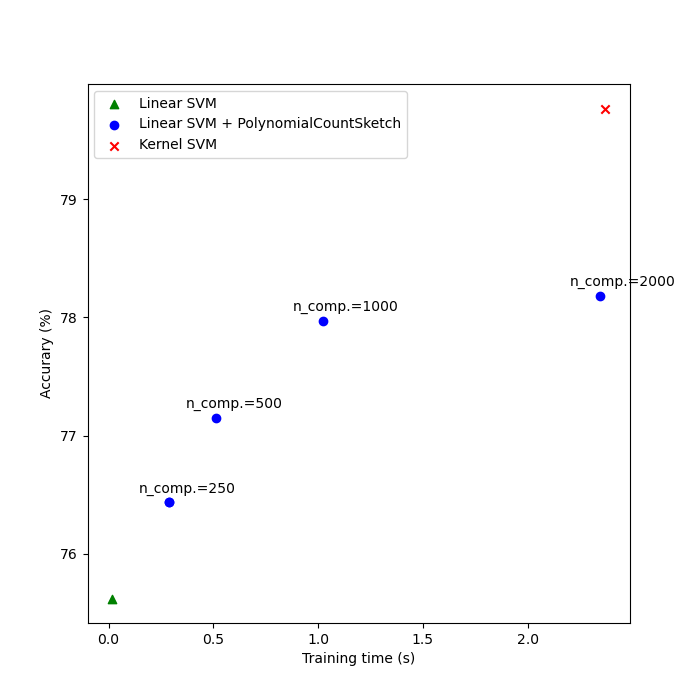 Linear SVM
Linear SVM + PolynomialCountSketch
Kernel SVM
79
n_comp.=2000
78
n_comp.=1000
n_comp.=500
77
n_comp.=250
76
Accurary (%)
0.0 0.5 1.0 1.5 2.0
Training time (s)